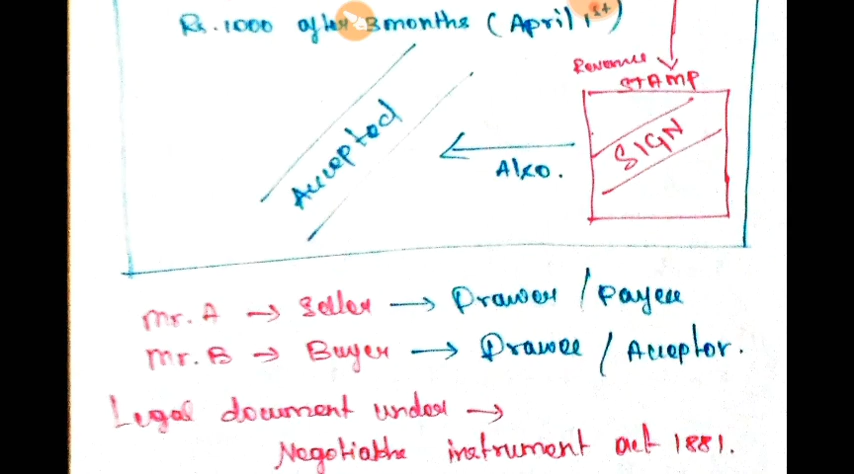 Rs. 1000 after 3 months (April 1st)
Revenue
STAMP
SIGN
Accepted
Also.
Mr. A → Seller → Drawer / payee
Mr. B → Buyer → Drawee / Acceptor.
Legal document under →
Negotiable instrument act 1881.